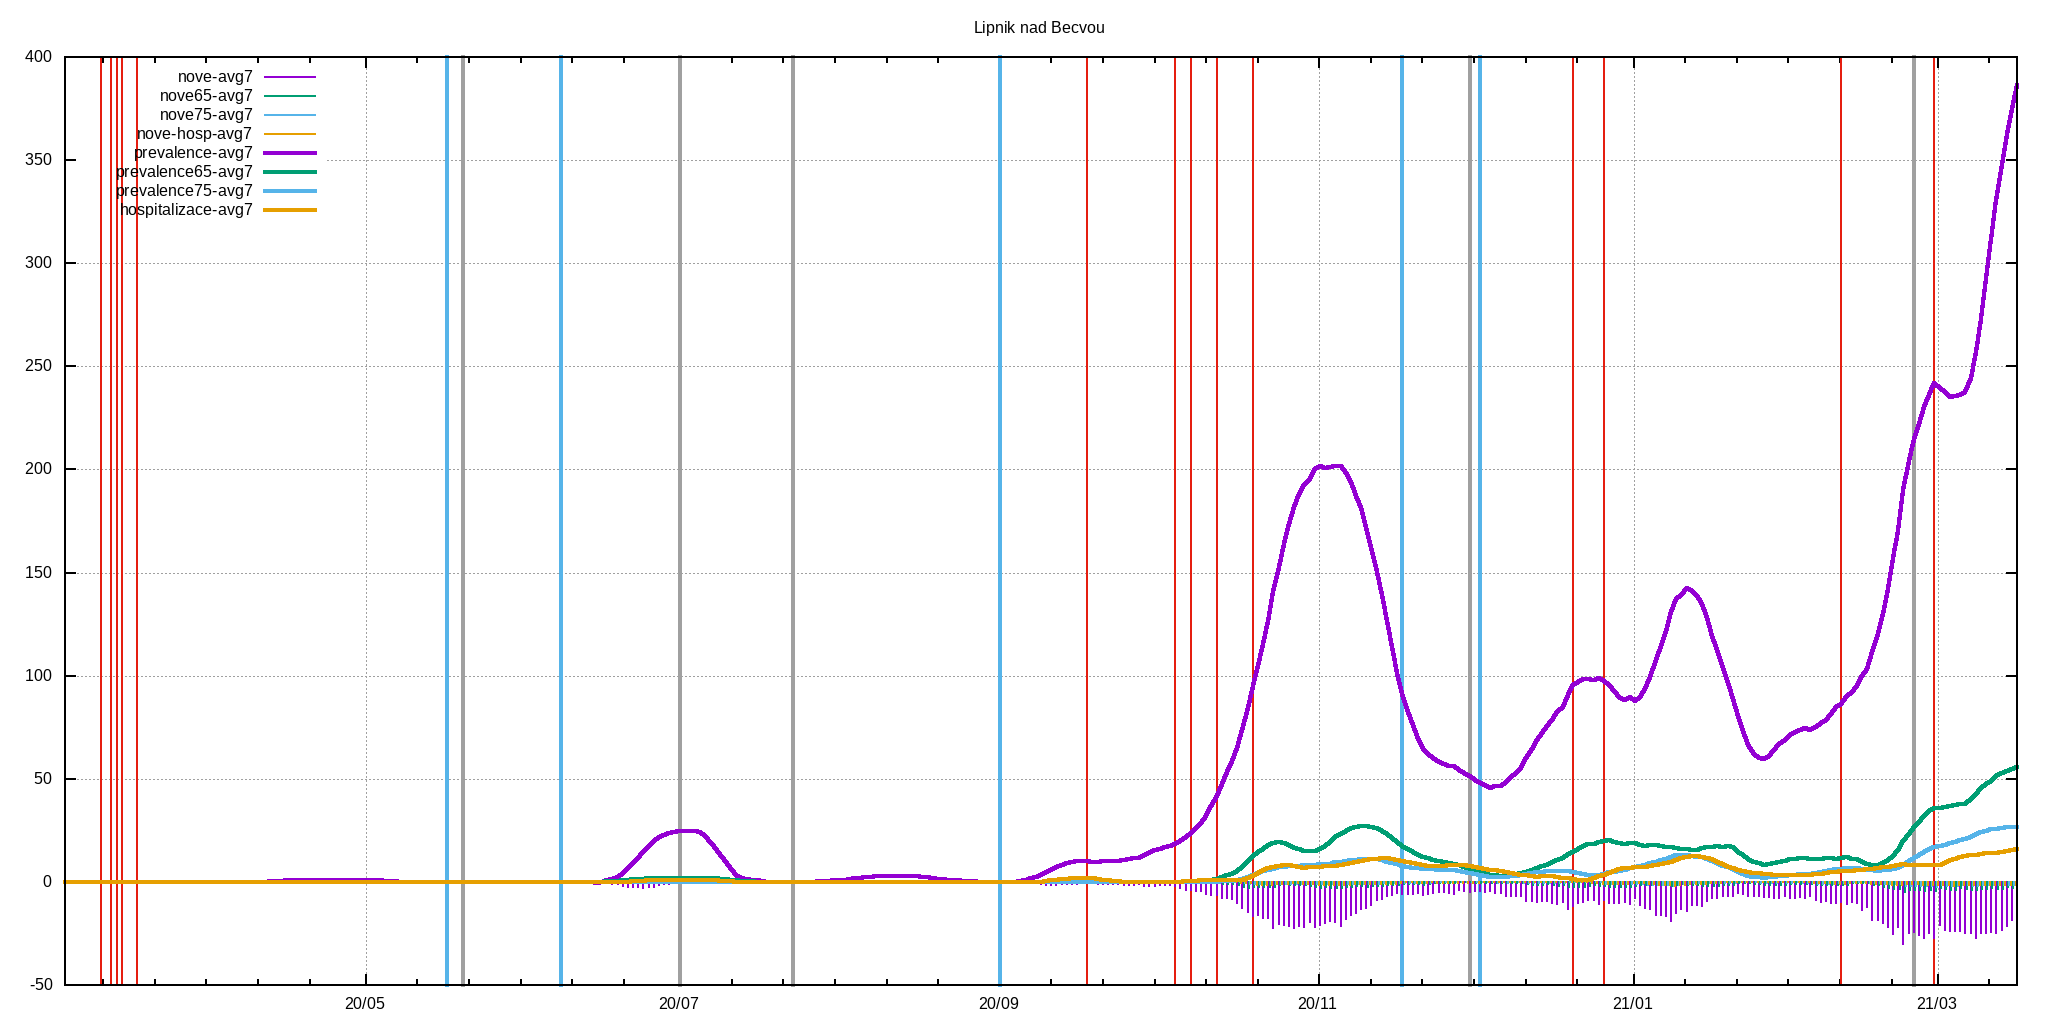 Lipnik nad Becvou
400
350
300
250
200
150
100
50
0
-50
nove-avg7
nove65-avg7
nove75-avg7
nove-hosp-avg7
prevalence-avg7
prevalence65-avg7
prevalence75-avg7
hospitalizace-avg7
20/05 20/07 20/09 20/11 21/01 21/03